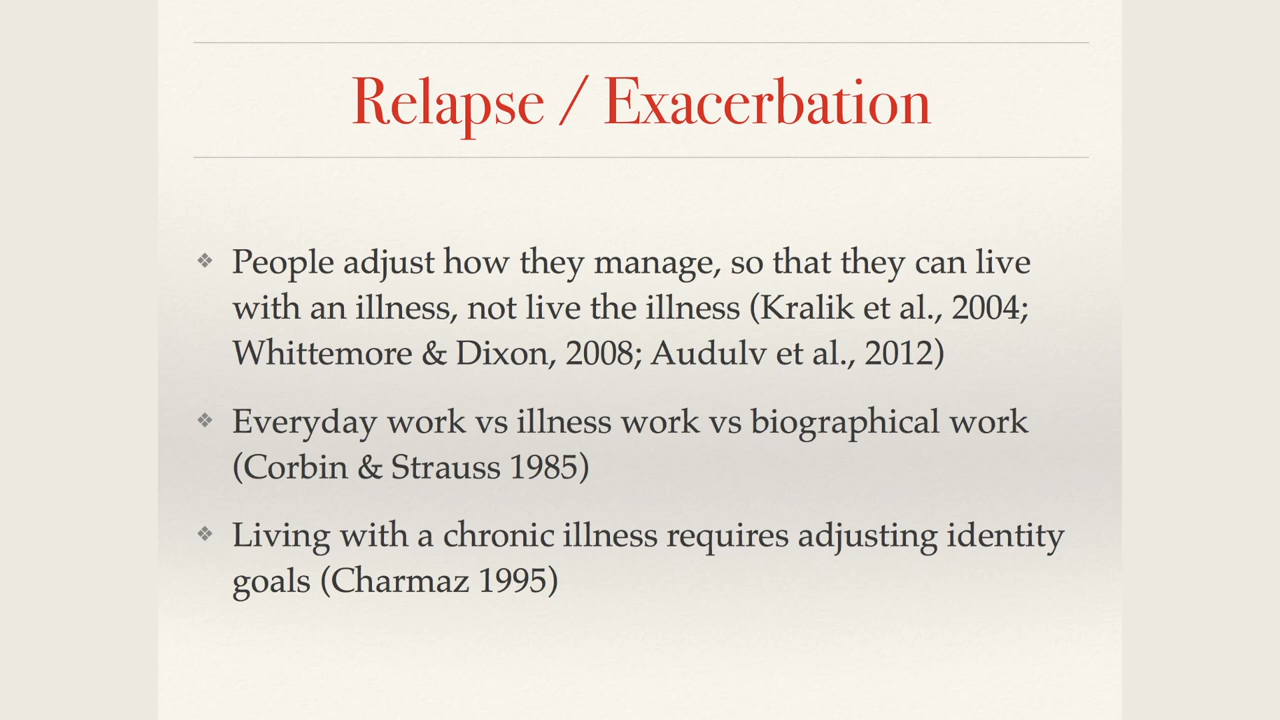 Relapse / Exacerbation
❖ People adjust how they manage, so that they can live
with an illness, not live the illness (Kralik et al., 2004;
Whittemore & Dixon, 2008; Audulv et al., 2012)
❖ Everyday work vs illness work vs biographical work
(Corbin & Strauss 1985)
❖ Living with a chronic illness requires adjusting identity
goals (Charmaz 1995)